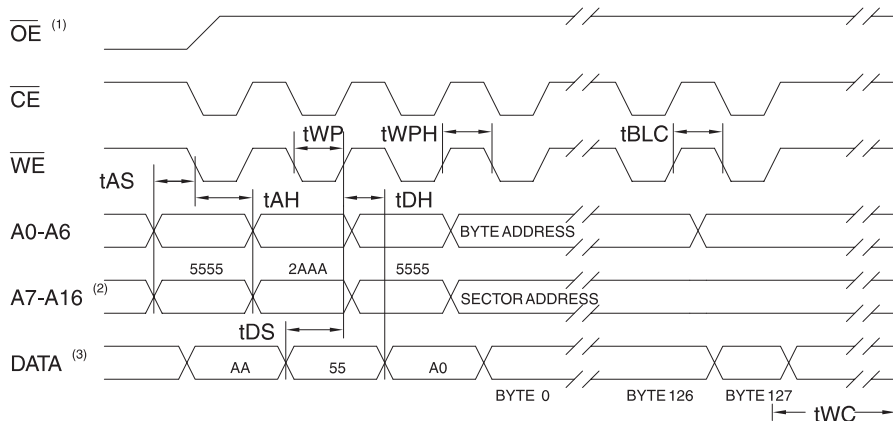 OE (1)
CE
tWP tWPH tBLC
WE
tAS
tAH tDH
A0-A6 BYTE ADDRESS
5555 2AAA 5555
A7-A16 (2) SECTOR ADDRESS
tDS
DATA (3) AA 55 A0
BYTE 0 BYTE 126 BYTE 127
tWC